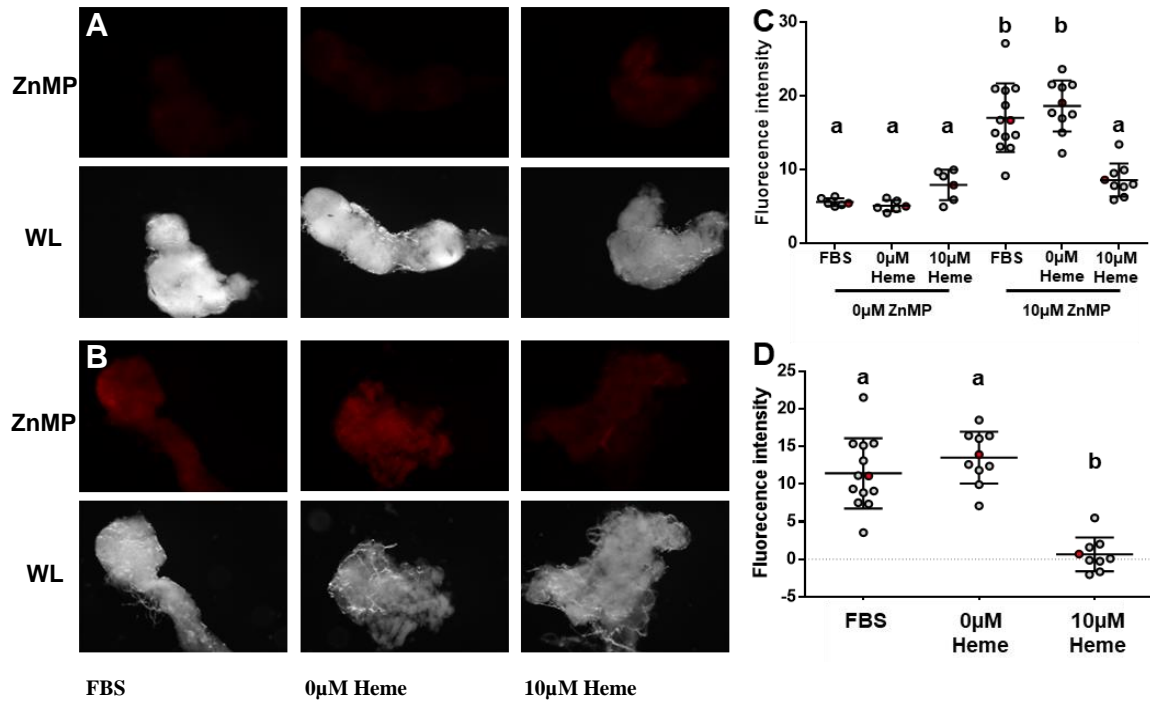 A
ZnMP
WL
B
ZnMP
WL
FBS
0µM Heme
10µM Heme
C
Fluorecence intensity
30
20
10
0
a
a
a
b
b
a
FBS
0µM
Heme
10µM
Heme
FBS
0µM
Heme
10µM
Heme
0µM ZnMP
10µM ZnMP
D
Fluorecence intensity
25
20
15
10
5
0
-5
a
a
b
FBS
0µM
Heme
10µM
Heme